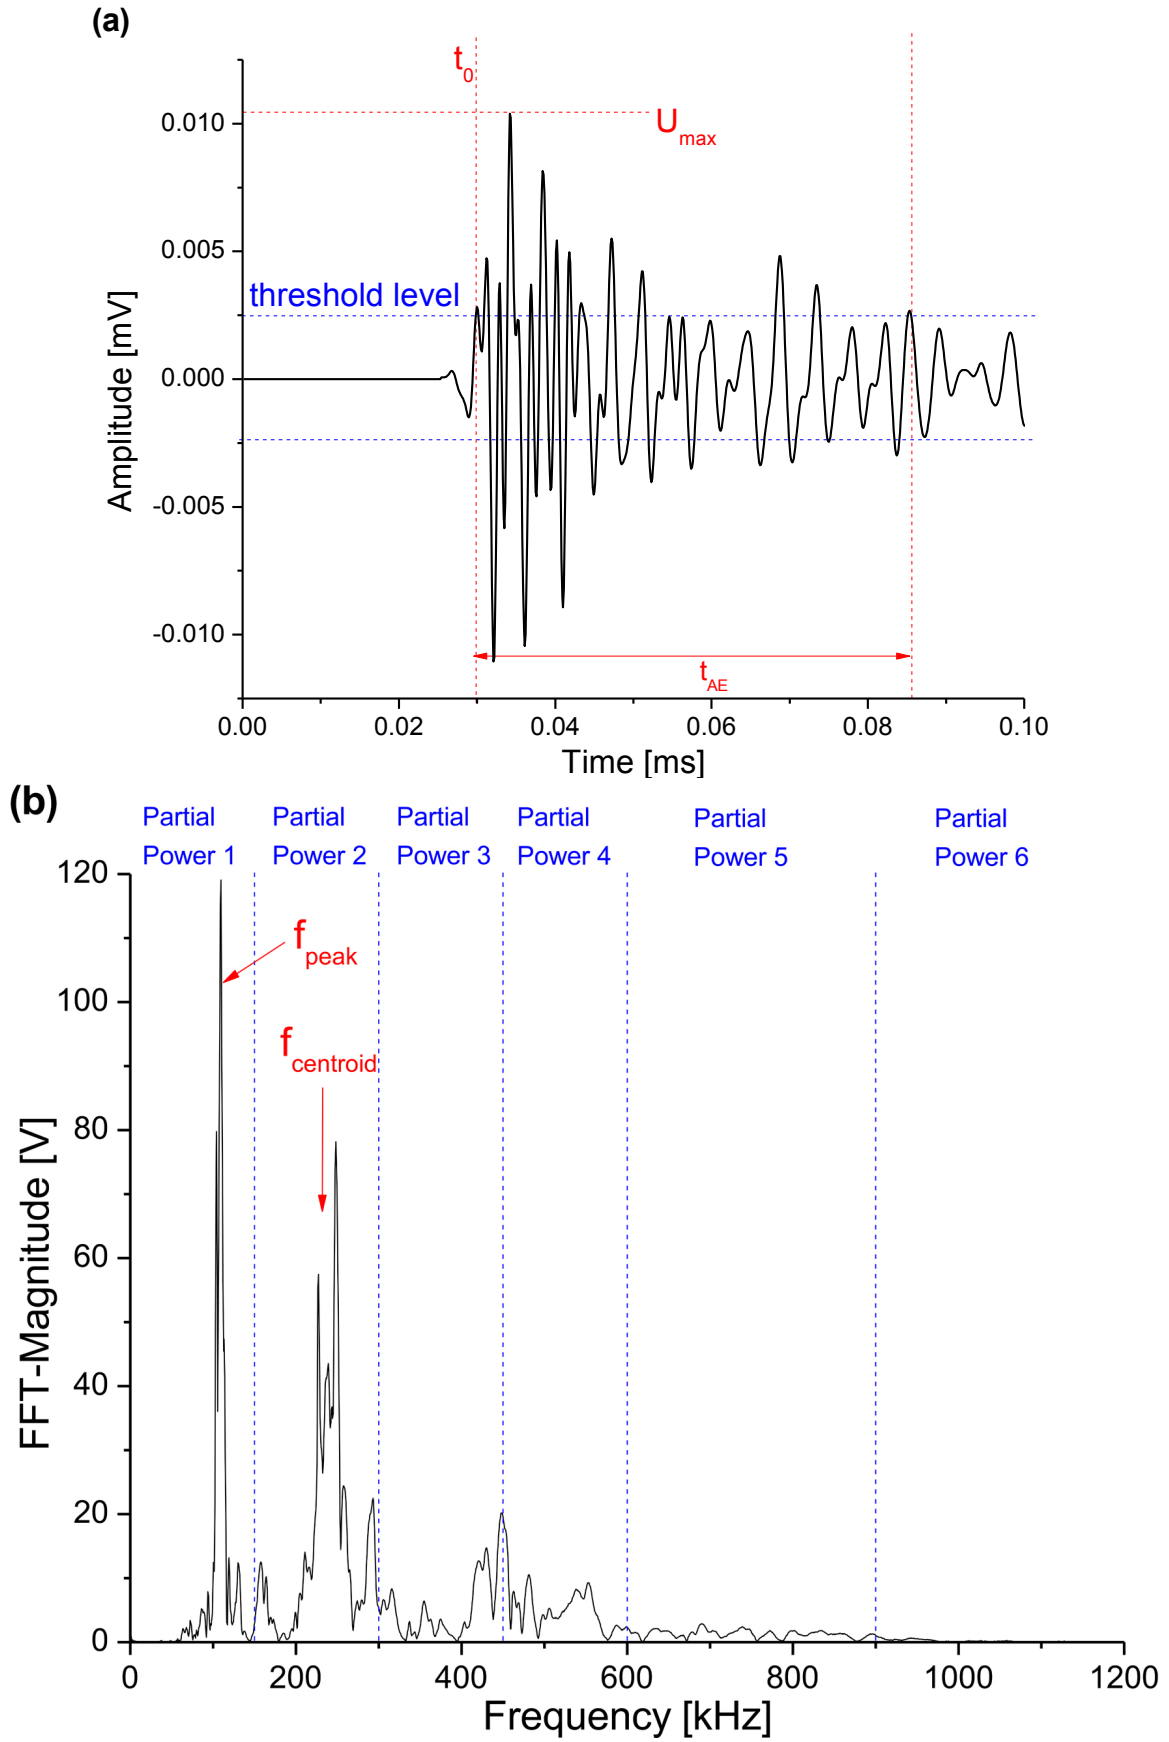 (a)
t0
Umax
0.010
0.005
threshold level
0.000
-0.005
-0.010
Amplitude [mV]
tAE
0.00 0.02 0.04 0.06 0.08 0.10
Time [ms]
(b)
Partial Partial Partial Partial Partial Partial
Power 1 Power 2 Power 3 Power 4 Power 5 Power 6
120
fpeak
100
fcentroid
80
60
40
20
0
FFT-Magnitude [V]
0 200 400 600 800 1000 1200
Frequency [kHz]